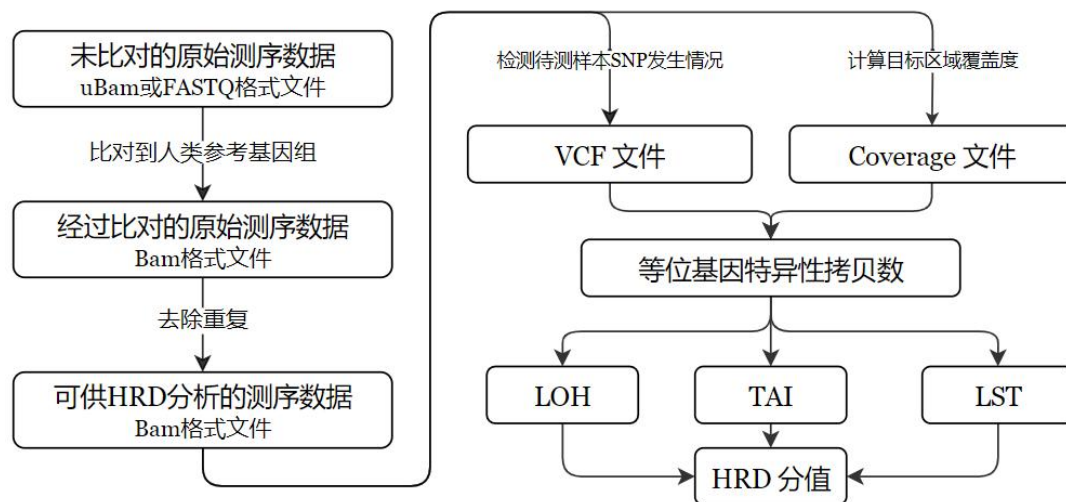 未比对的原始测序数据
uBam或FASTQ格式文件
比对到人类参考基因组
经过比对的原始测序数据
Bam格式文件
去除重复
可供HRD分析的测序数据
Bam格式文件
检测待测样本SNP发生情况
计算目标区域覆盖度
VCF 文件
Coverage 文件
等位基因特异性拷贝数
LOH
TAI
LST
HRD 分值